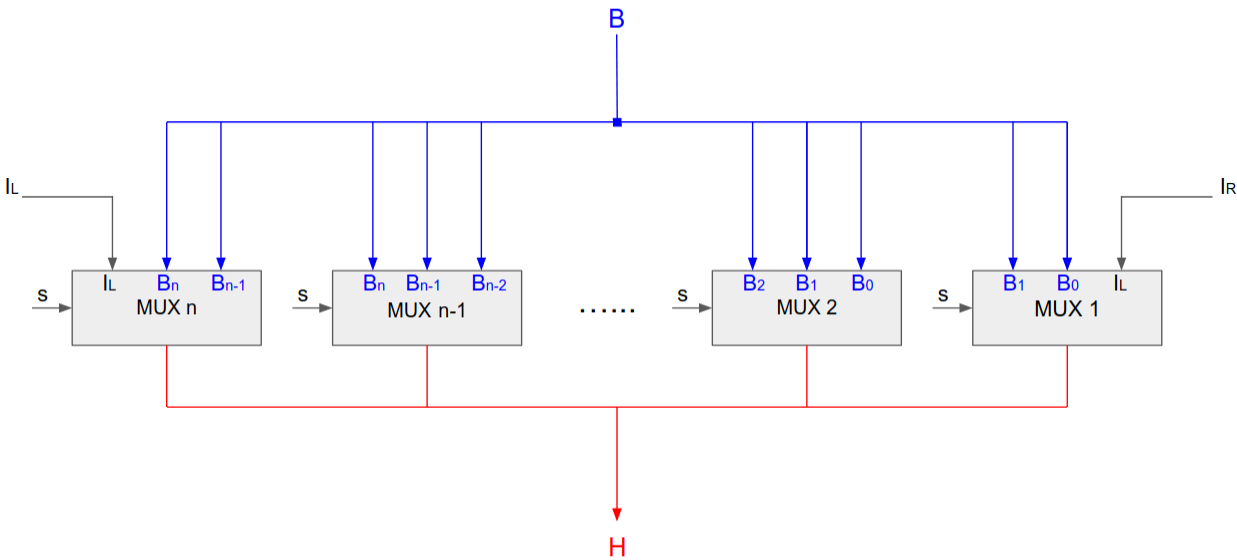 B
IL
IR
IL Bn Bn-1
Bn Bn-1 Bn-2
B2 B1 B0
B1 B0 IL
s
MUX n
s
MUX n-1
......
s
MUX 2
s
MUX 1
H